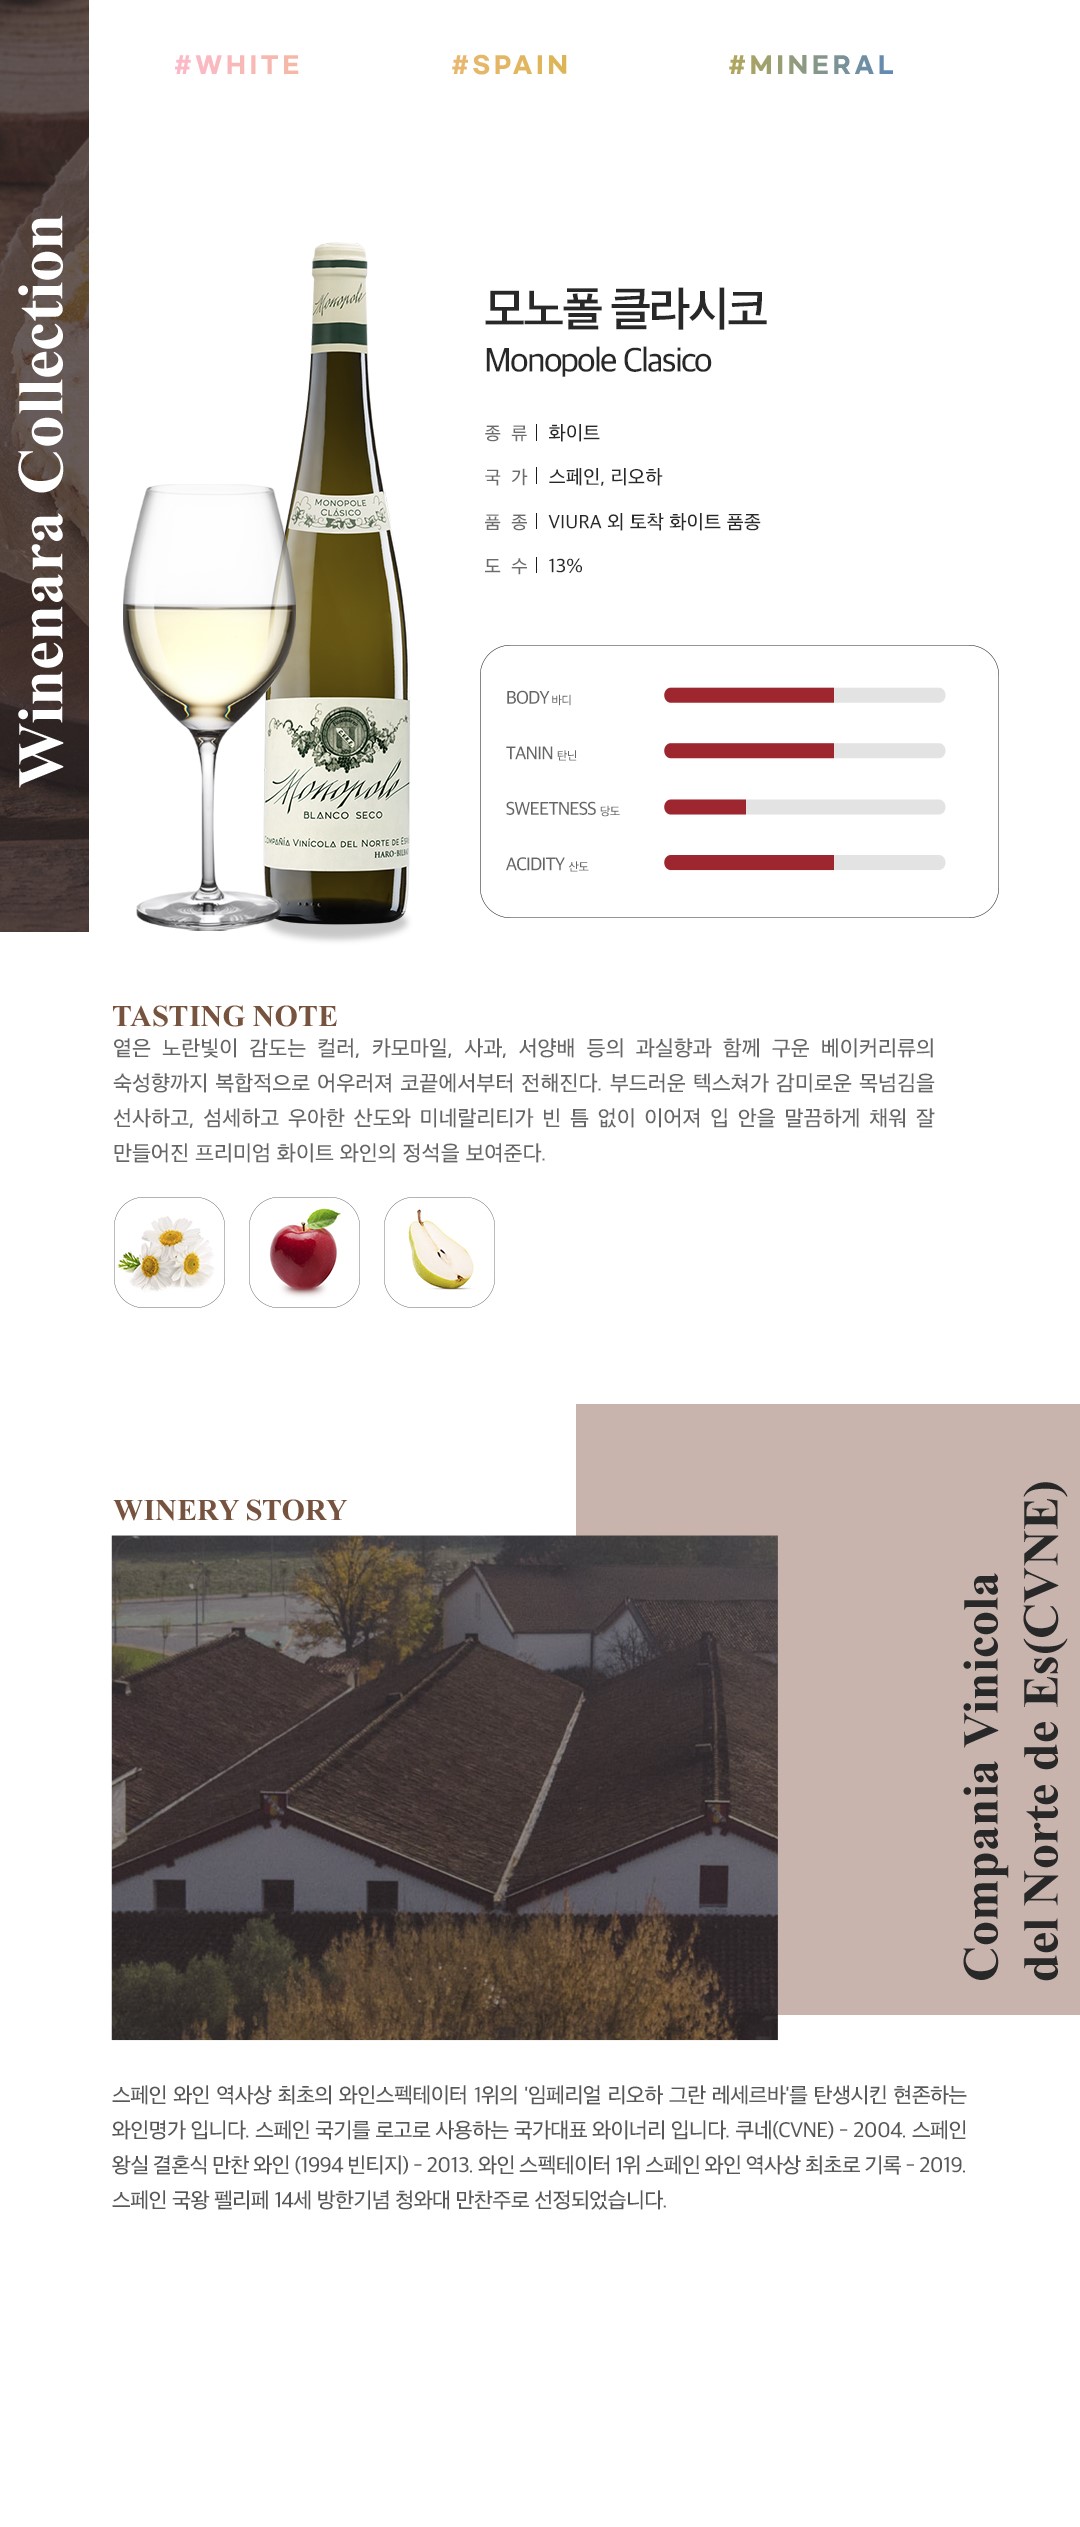 #WHITE #SPAIN #MINERAL
Winenara Collection
모노폴 클라시코
Monopole Clasico
종 류 | 화이트
국 가 | 스페인, 리오하
품 종 | VIURA 외 토착 화이트 품종
도 수 | 13%
Monopole
MONOPOLE
CLÁSICO
Monopole
BLANCO SECO
COMPAÑÍA VINÍCOLA DEL NORTE DE
BODY 바디
TANIN 탄닌
SWEETNESS 당도
ACIDITY 산도
TASTING NOTE
옅은 노란빛이 감도는 컬러, 카모마일, 사과, 서양배 등의 과실향과 함께 구운 베이커리류의
숙성향까지 복합적으로 어우러져 코끝에서부터 전해진다. 부드러운 텍스쳐가 감미로운 목넘김을
선사하고, 섬세하고 우아한 산도와 미네랄리티가 빈 틈 없이 이어져 입 안을 말끔하게 채워 잘
만들어진 프리미엄 화이트 와인의 정석을 보여준다.
WINERY STORY
Compania Vinicola
del Norte de Es(CVNE)
스페인 와인 역사상 최초의 와인스펙테이터 1위의 '임페리얼 리오하 그란 레세르바'를 탄생시킨 현존하는
와인명가 입니다. 스페인 국기를 로고로 사용하는 국가대표 와이너리 입니다. 쿠네(CVNE) - 2004. 스페인
왕실 결혼식 만찬 와인 (1994 빈티지) - 2013. 와인 스펙테이터 1위 스페인 와인 역사상 최초로 기록 - 2019.
스페인 국왕 펠리페 14세 방한기념 청와대 만찬주로 선정되었습니다.